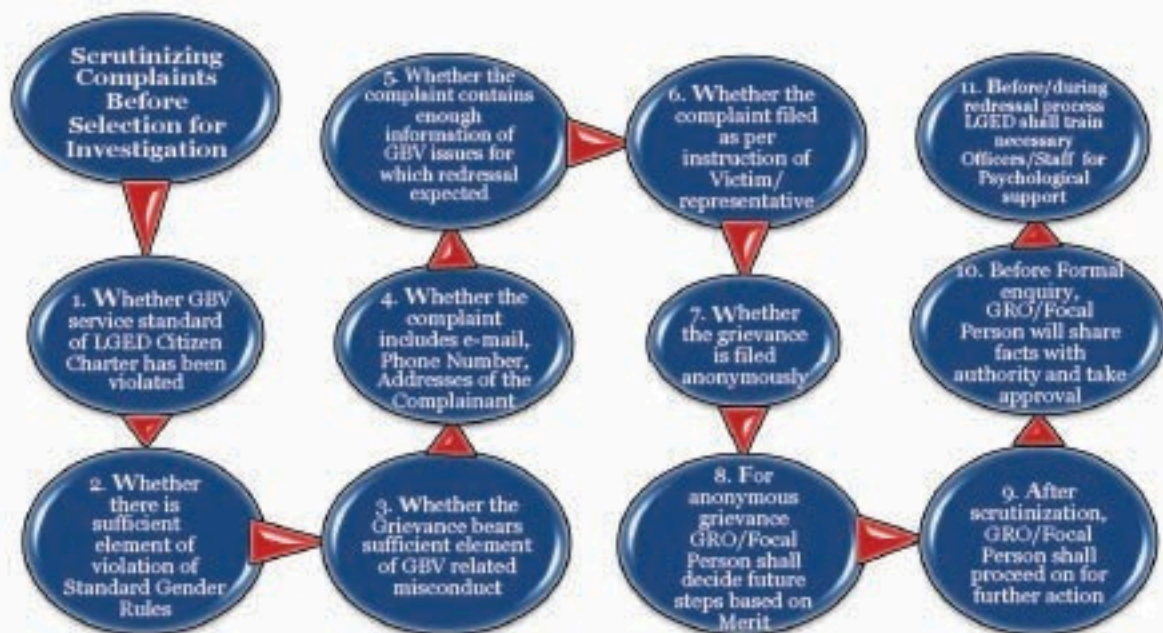 Scrutinizing
Complaints
Before
Selection for
Investigation
1. Whether GBV
service standard
of LGED Citizen
Charter has been
violated
2. Whether
there is
sufficient
element of
violation of
Standard Gender
Rules
3. Whether the
Grievance bears
sufficient element
of GBV related
misconduct
4. Whether the
complaint
includes e-mail,
Phone Number,
Addresses of the
Complainant
5. Whether the
complaint contains
enough
information of
GBV issues for
which redressal
expected
6. Whether the
complaint filed
as per
instruction of
Victim/
representative
7. Whether
the grievance
is filed
anonymously
8. For
anonymous
grievance
GRO/Focal
Person shall
decide future
steps based on
Merit
9. After
scrutinization,
GRO/Focal
Person shall
proceed on for
further action
10. Before Formal
enquiry,
GRO/Focal
Person will share
facts with
authority and take
approval
11. Before/during
redressal process
LGED shall train
necessary
Officers/Staff for
Psychological
support